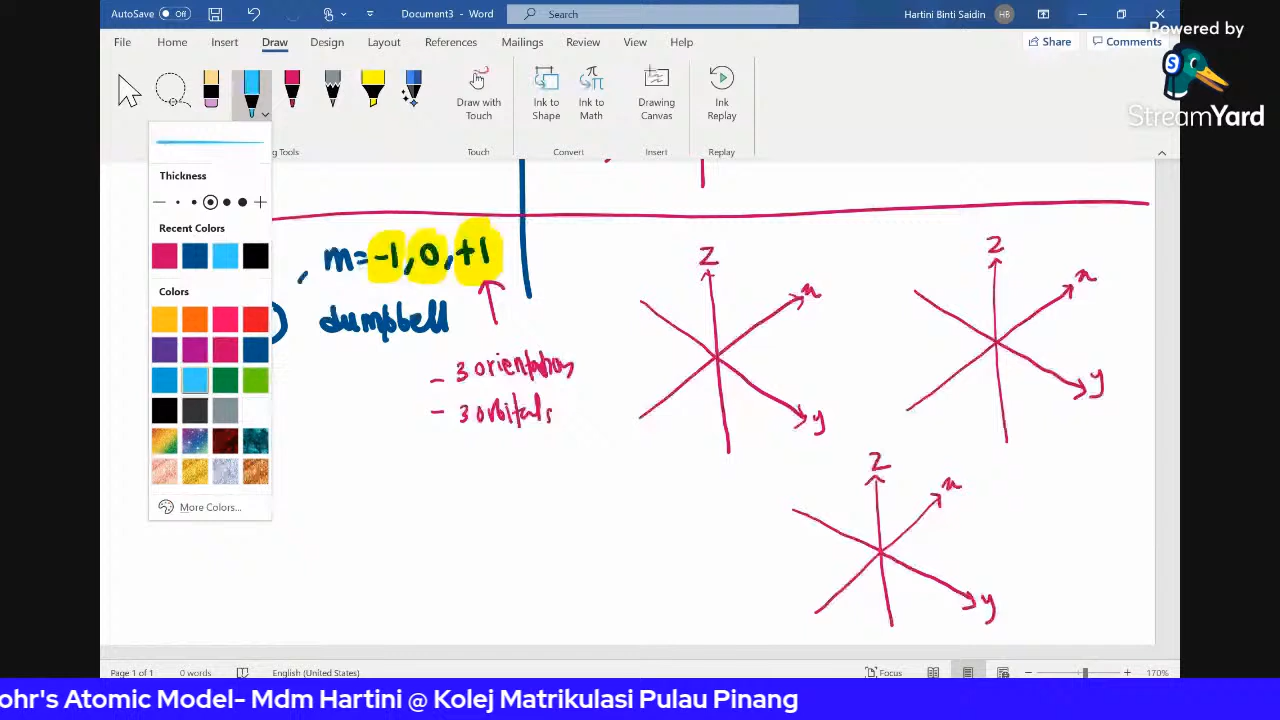 AutoSave Off Document3 - Word Search Hartini Binti Saidin HB
Powered by
StreamYard
File Home Insert Draw Design Layout References Mailings Review View Help Share Comments
Draw with Touch
Ink to Shape
Ink to Math
Drawing Canvas
Ink Replay
ng Tools Touch Convert Insert Replay
Thickness
Recent Colors
Colors
More Colors...
, m= -1, 0, +1
dumbbell
- 3 orientations
- 3 orbitals
z
x
y
z
x
y
z
x
y
Page 1 of 1 0 words English (United States) Focus 170%
ohr's Atomic Model- Mdm Hartini @ Kolej Matrikulasi Pulau Pinang